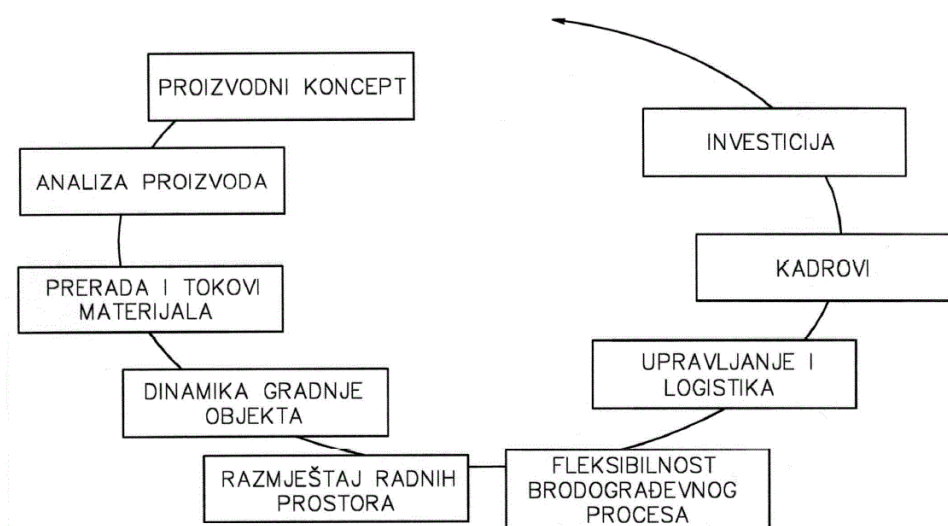 PROIZVODNI KONCEPT
ANALIZA PROIZVODA
PRERADA I TOKOVI
MATERIJALA
DINAMIKA GRADNJE
OBJEKTA
RAZMJEŠTAJ RADNIH
PROSTORA
FLEKSIBILNOST
BRODOGRAĐEVNOG
PROCESA
UPRAVLJANJE I
LOGISTIKA
KADROVI
INVESTICIJA